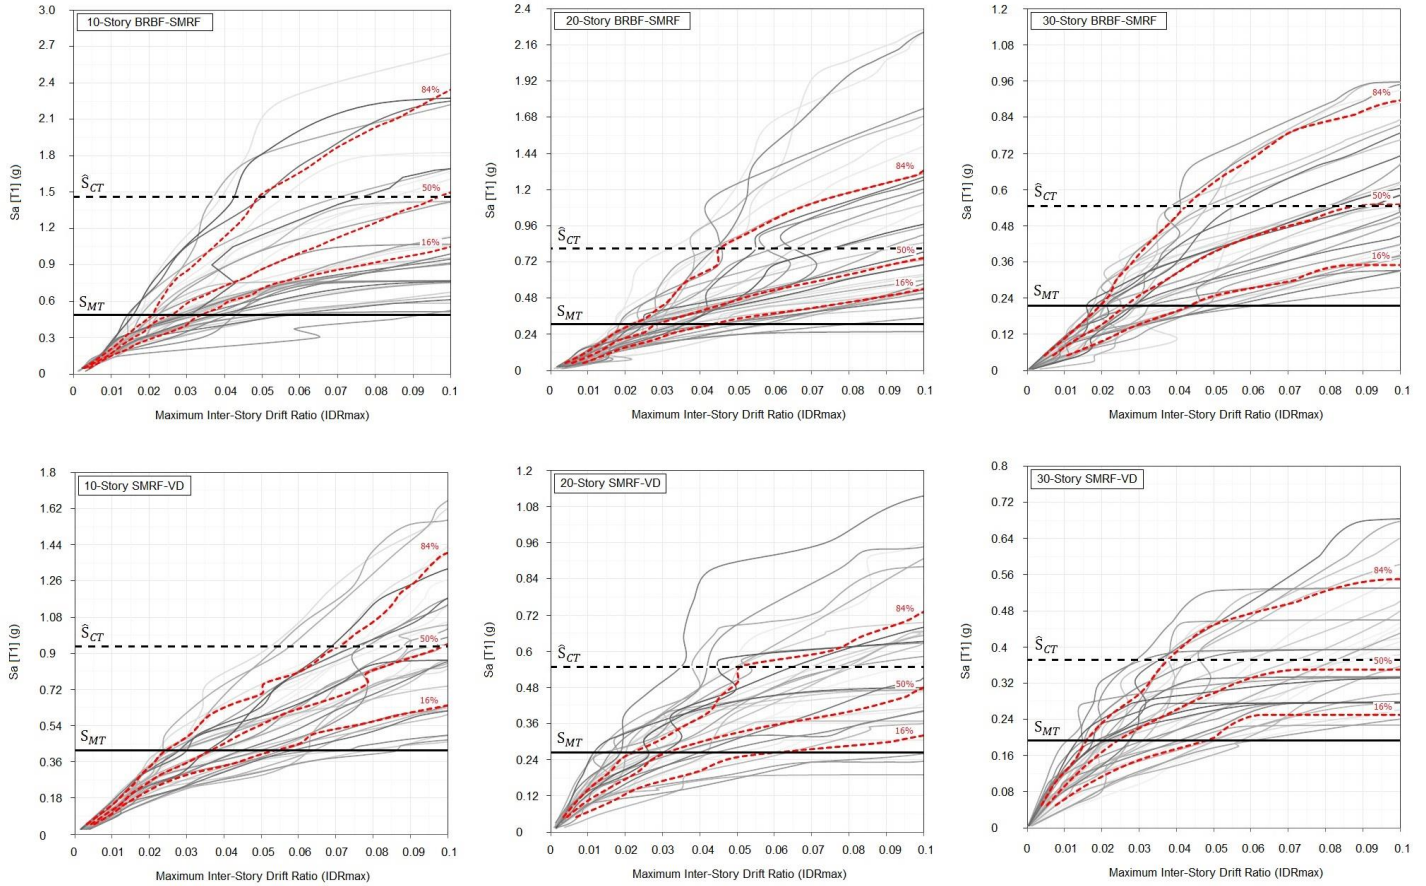 10-Story BRBF-SMRF
3.0
2.7
2.4
2.1
1.8
1.5
1.2
0.9
0.6
0.3
0
Sa [T1] (g)
84%
50%
16%
ŜCT
SMT
0 0.01 0.02 0.03 0.04 0.05 0.06 0.07 0.08 0.09 0.1
Maximum Inter-Story Drift Ratio (IDRmax)
20-Story BRBF-SMRF
2.4
2.16
1.92
1.68
1.44
1.2
0.96
0.72
0.48
0.24
0
Sa [T1] (g)
84%
50%
16%
ŜCT
SMT
0 0.01 0.02 0.03 0.04 0.05 0.06 0.07 0.08 0.09 0.1
Maximum Inter-Story Drift Ratio (IDRmax)
30-Story BRBF-SMRF
1.2
1.08
0.96
0.84
0.72
0.6
0.48
0.36
0.24
0.12
0
Sa [T1] (g)
84%
50%
16%
ŜCT
SMT
0 0.01 0.02 0.03 0.04 0.05 0.06 0.07 0.08 0.09 0.1
Maximum Inter-Story Drift Ratio (IDRmax)
10-Story SMRF-VD
1.8
1.62
1.44
1.26
1.08
0.9
0.72
0.54
0.36
0.18
0
Sa [T1] (g)
84%
50%
16%
ŜCT
SMT
0 0.01 0.02 0.03 0.04 0.05 0.06 0.07 0.08 0.09 0.1
Maximum Inter-Story Drift Ratio (IDRmax)
20-Story SMRF-VD
1.2
1.08
0.96
0.84
0.72
0.6
0.48
0.36
0.24
0.12
0
Sa [T1] (g)
84%
50%
16%
ŜCT
SMT
0 0.01 0.02 0.03 0.04 0.05 0.06 0.07 0.08 0.09 0.1
Maximum Inter-Story Drift Ratio (IDRmax)
30-Story SMRF-VD
0.8
0.72
0.64
0.56
0.48
0.4
0.32
0.24
0.16
0.08
0
Sa [T1] (g)
84%
50%
16%
ŜCT
SMT
0 0.01 0.02 0.03 0.04 0.05 0.06 0.07 0.08 0.09 0.1
Maximum Inter-Story Drift Ratio (IDRmax)